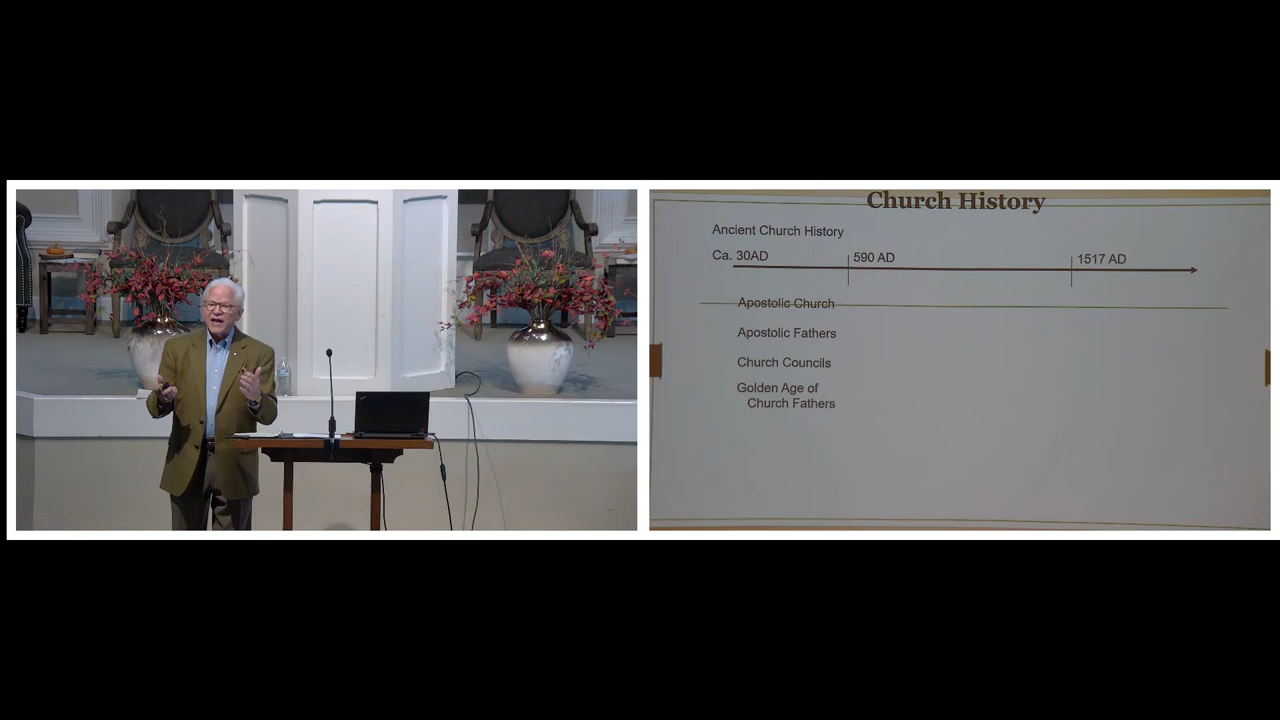 Church History
Ancient Church History
Ca. 30AD
590 AD
1517 AD
Apostolic Church
Apostolic Fathers
Church Councils
Golden Age of
Church Fathers